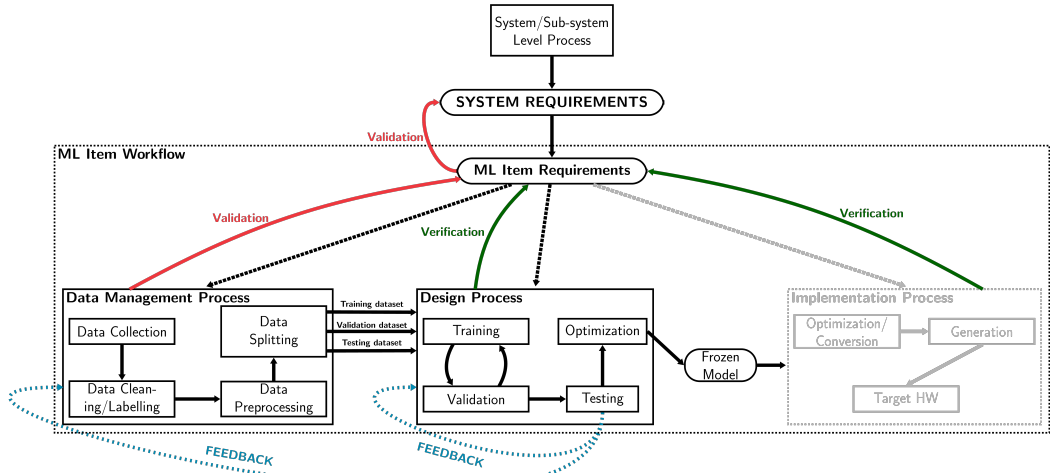 System/Sub-system
Level Process
SYSTEM REQUIREMENTS
Validation
ML Item Workflow
ML Item Requirements
Validation
Verification
Verification
Data Management Process
Data Collection
Data
Splitting
Data Clean-
ing/Labelling
Data
Preprocessing
Training dataset
Validation dataset
Testing dataset
Design Process
Training
Optimization
Validation
Testing
Frozen
Model
Implementation Process
Optimization/
Conversion
Generation
Target HW
FEEDBACK
FEEDBACK